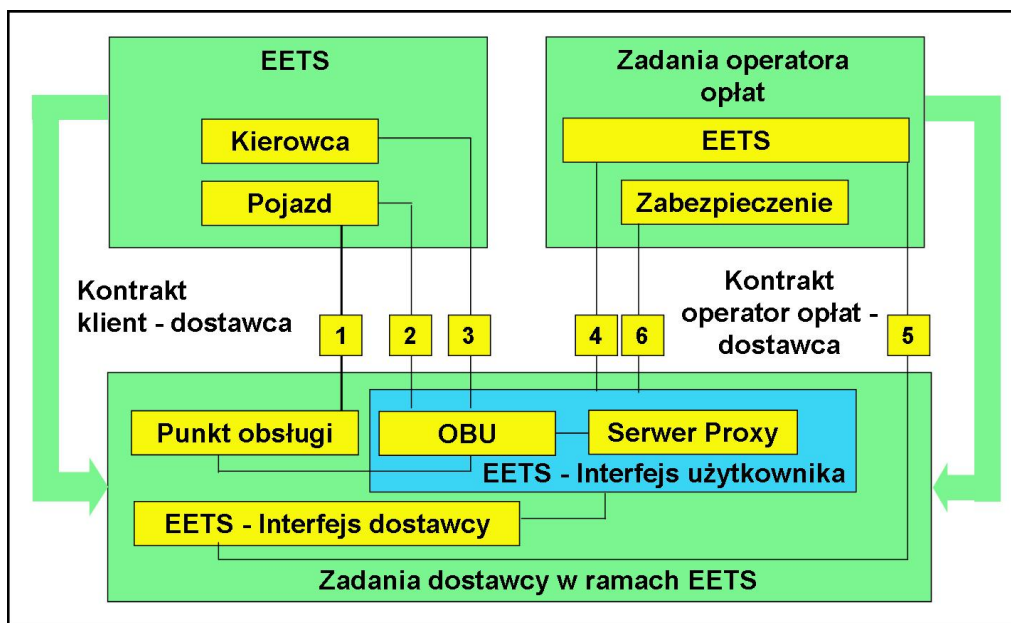 EETS
Kierowca
Pojazd
Zadania operatora
opłat
EETS
Zabezpieczenie
Kontrakt
klient - dostawca
Kontrakt
operator opłat -
dostawca
1
2
3
4
6
5
Punkt obsługi
OBU
Serwer Proxy
EETS - Interfejs użytkownika
EETS - Interfejs dostawcy
Zadania dostawcy w ramach EETS